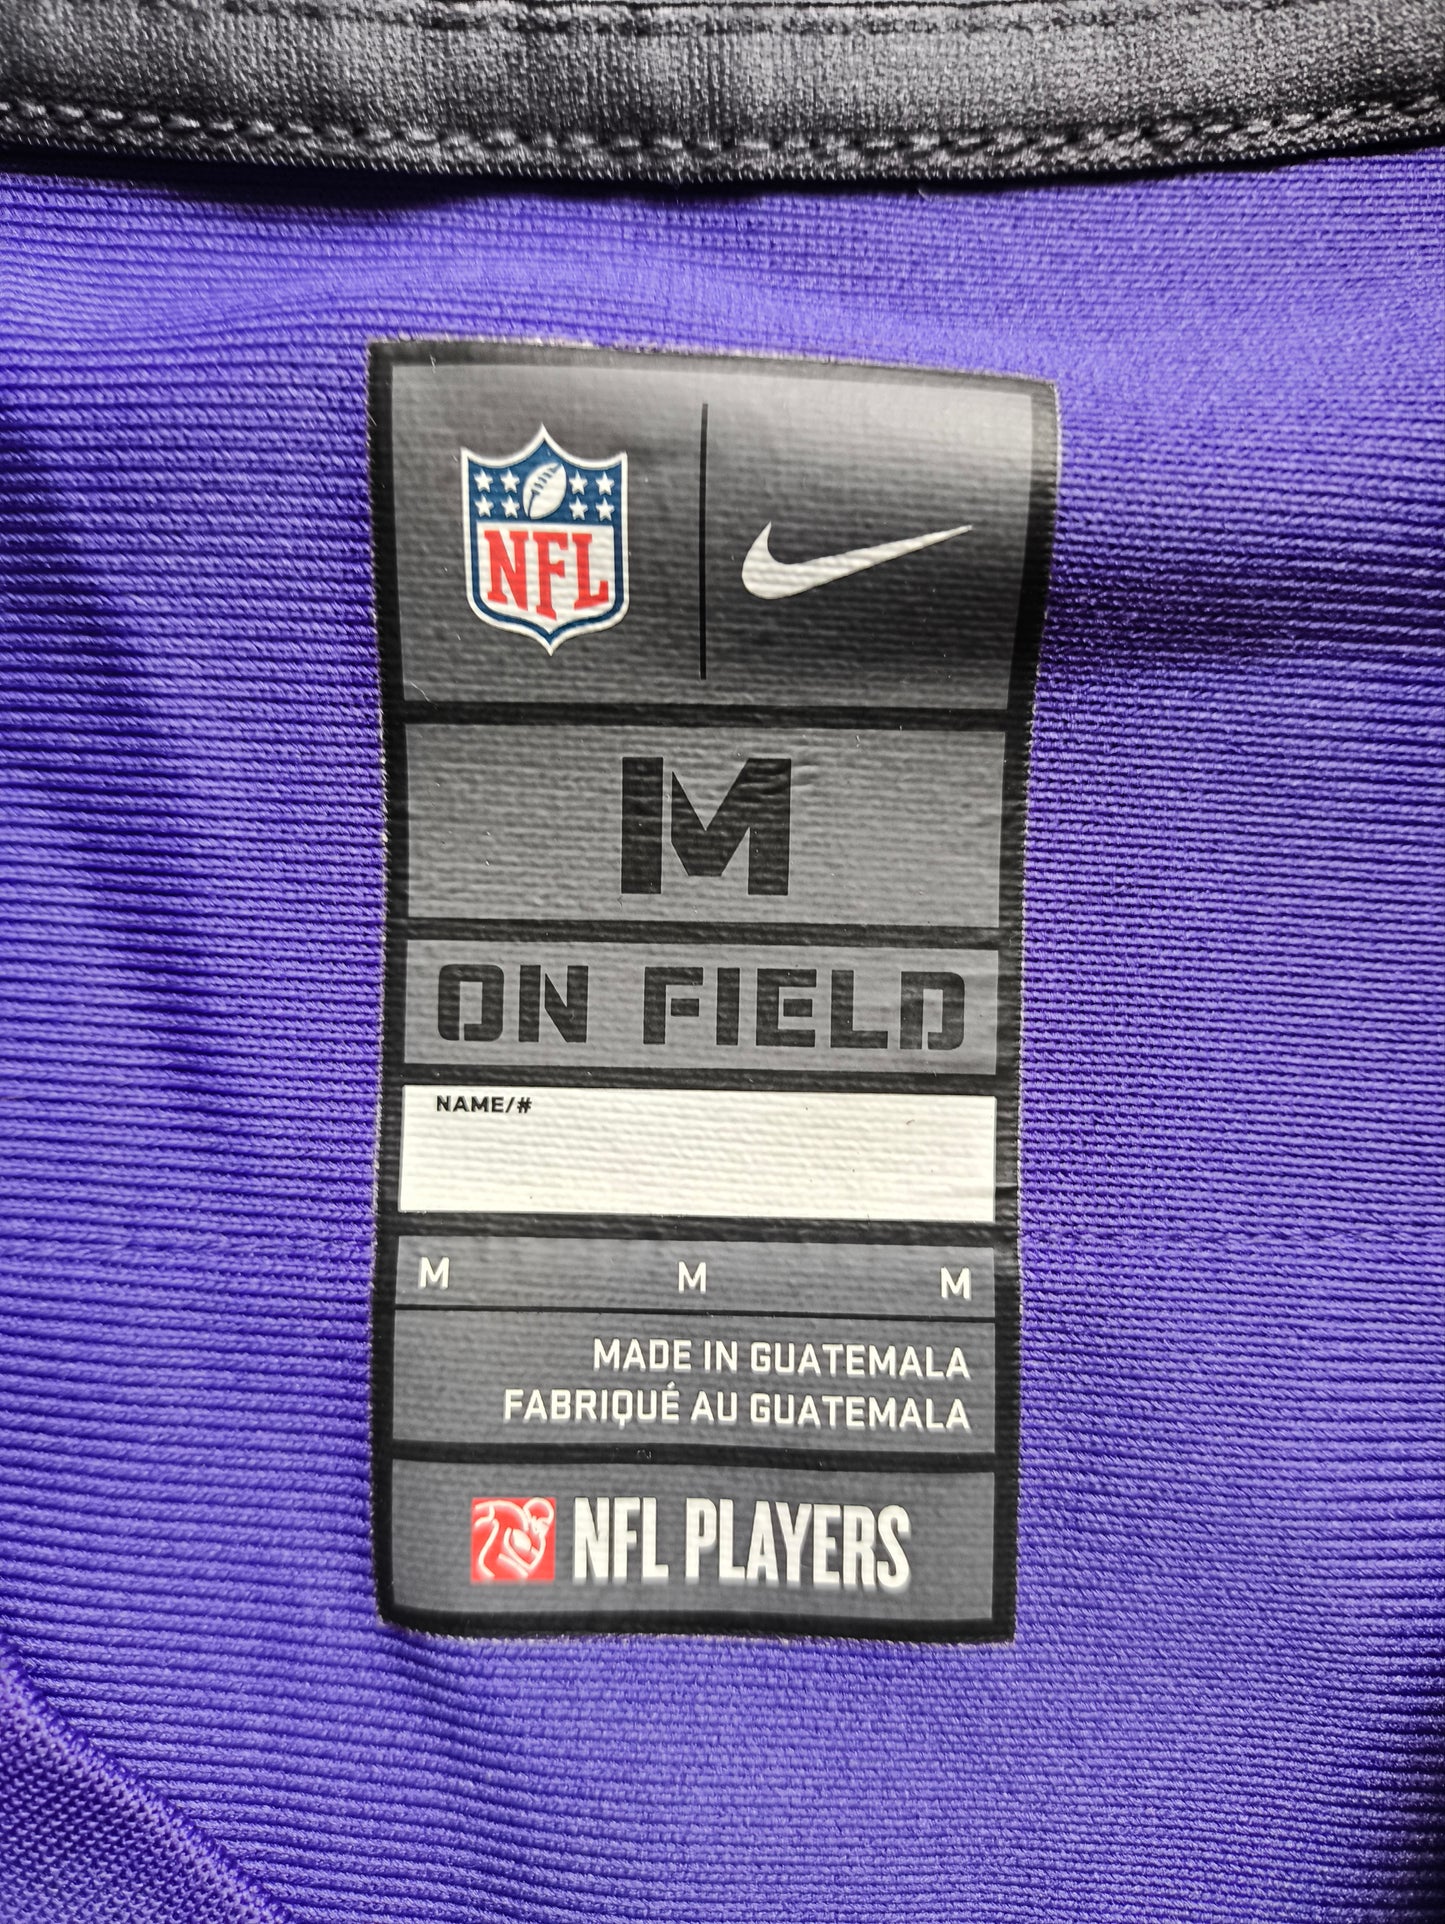 NFL
M
ON FIELD
NAME/#
M M M
MADE IN GUATEMALA
FABRIQUÉ AU GUATEMALA
NFL PLAYERS